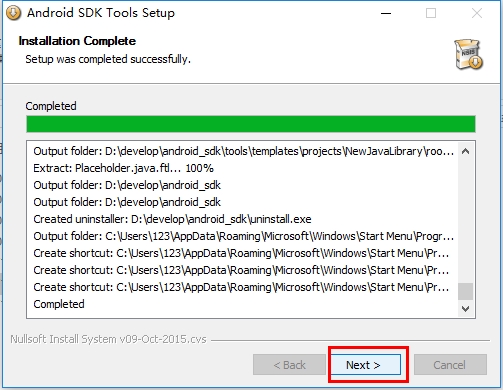 Android SDK Tools Setup
Installation Complete
Setup was completed successfully.
Completed
Output folder: D:\develop\android_sdk\tools\templates\projects\NewJavaLibrary\roo...
Extract: Placeholder.java.ftl... 100%
Output folder: D:\develop\android_sdk
Output folder: D:\develop\android_sdk
Created uninstaller: D:\develop\android_sdk\uninstall.exe
Output folder: C:\Users\123\AppData\Roaming\Microsoft\Windows\Start Menu\Progr...
Create shortcut: C:\Users\123\AppData\Roaming\Microsoft\Windows\Start Menu\Pr...
Create shortcut: C:\Users\123\AppData\Roaming\Microsoft\Windows\Start Menu\Pr...
Create shortcut: C:\Users\123\AppData\Roaming\Microsoft\Windows\Start Menu\Pr...
Completed
Nullsoft Install System v09-Oct-2015.cvs
< Back Next > Cancel